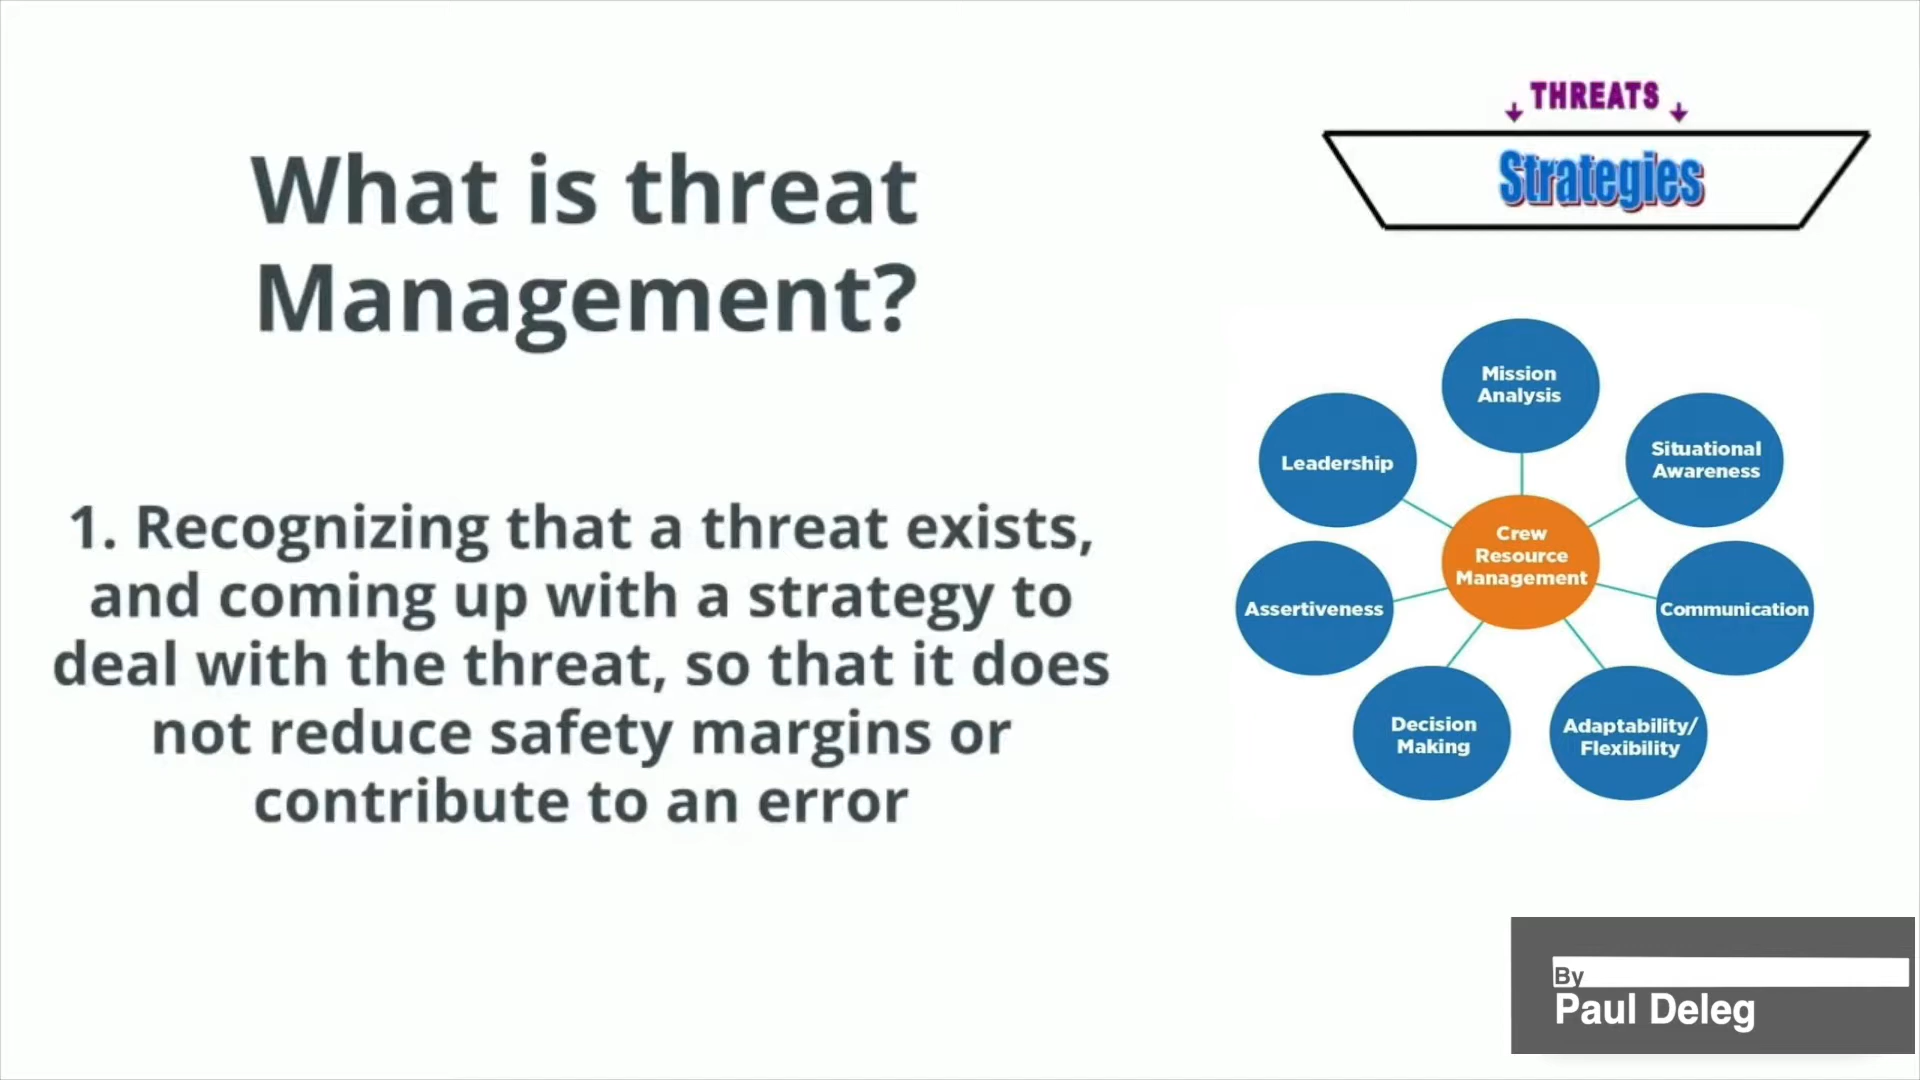 What is threat
Management?
1. Recognizing that a threat exists,
and coming up with a strategy to
deal with the threat, so that it does
not reduce safety margins or
contribute to an error
THREATS
Strategies
Mission
Analysis
Leadership
Situational
Awareness
Crew
Resource
Management
Assertiveness
Communication
Decision
Making
Adaptability/
Flexibility
By
Paul Deleg